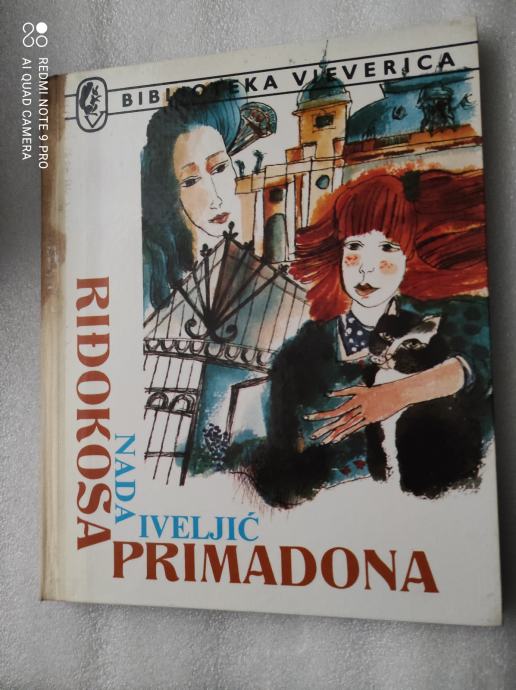 REDMI NOTE 9 PRO
AI QUAD CAMERA
BIBLIOTEKA VJEVERICA
RIĐOKOSA
NADA
IVELJIĆ
PRIMADONA